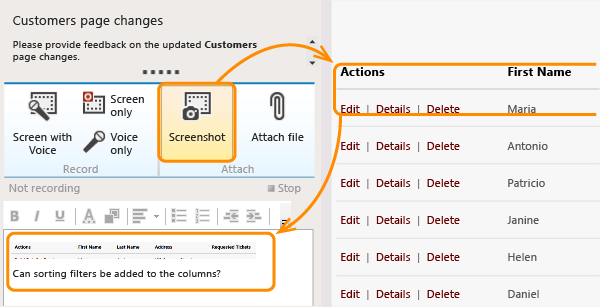 Customers page changes
Please provide feedback on the updated Customers
page changes.
Screen with
Voice
Screen
only
Voice
only
Record
Screenshot
Attach file
Attach
Not recording
Stop
B I U A
Actions First Name Last Name Address Requested Tickets
Can sorting filters be added to the columns?
Actions First Name
Edit | Details | Delete Maria
Edit | Details | Delete Antonio
Edit | Details | Delete Patricio
Edit | Details | Delete Janine
Edit | Details | Delete Helen
Edit | Details | Delete Daniel